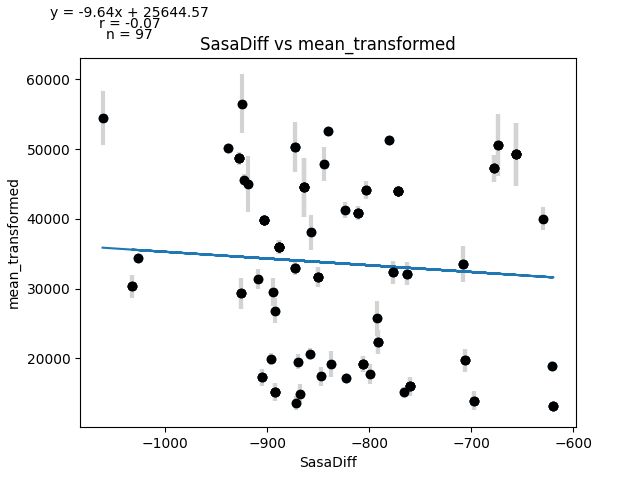 y = -9.64x + 25644.57
r = -0.07
n = 97
SasaDiff vs mean_transformed
60000
50000
40000
30000
20000
mean_transformed
−1000
−900
−800
−700
−600
SasaDiff